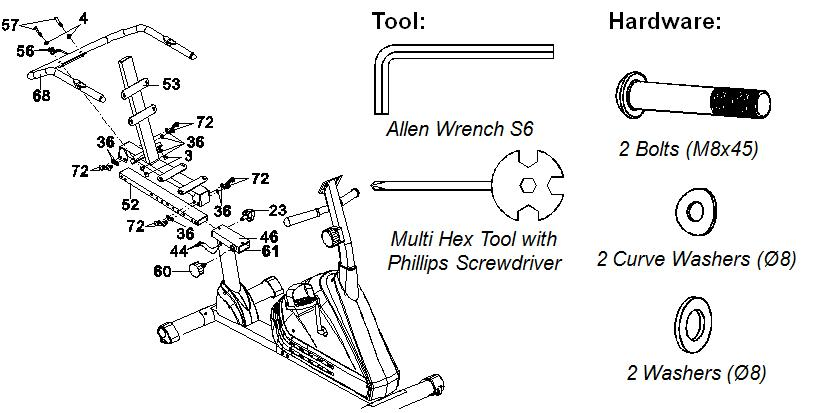 57
4
56
68
53
72
36
36
3
72
72
36
52
72
36
23
46
44
61
60
Tool:
Allen Wrench S6
Multi Hex Tool with
Phillips Screwdriver
Hardware:
2 Bolts (M8x45)
2 Curve Washers (Ø8)
2 Washers (Ø8)